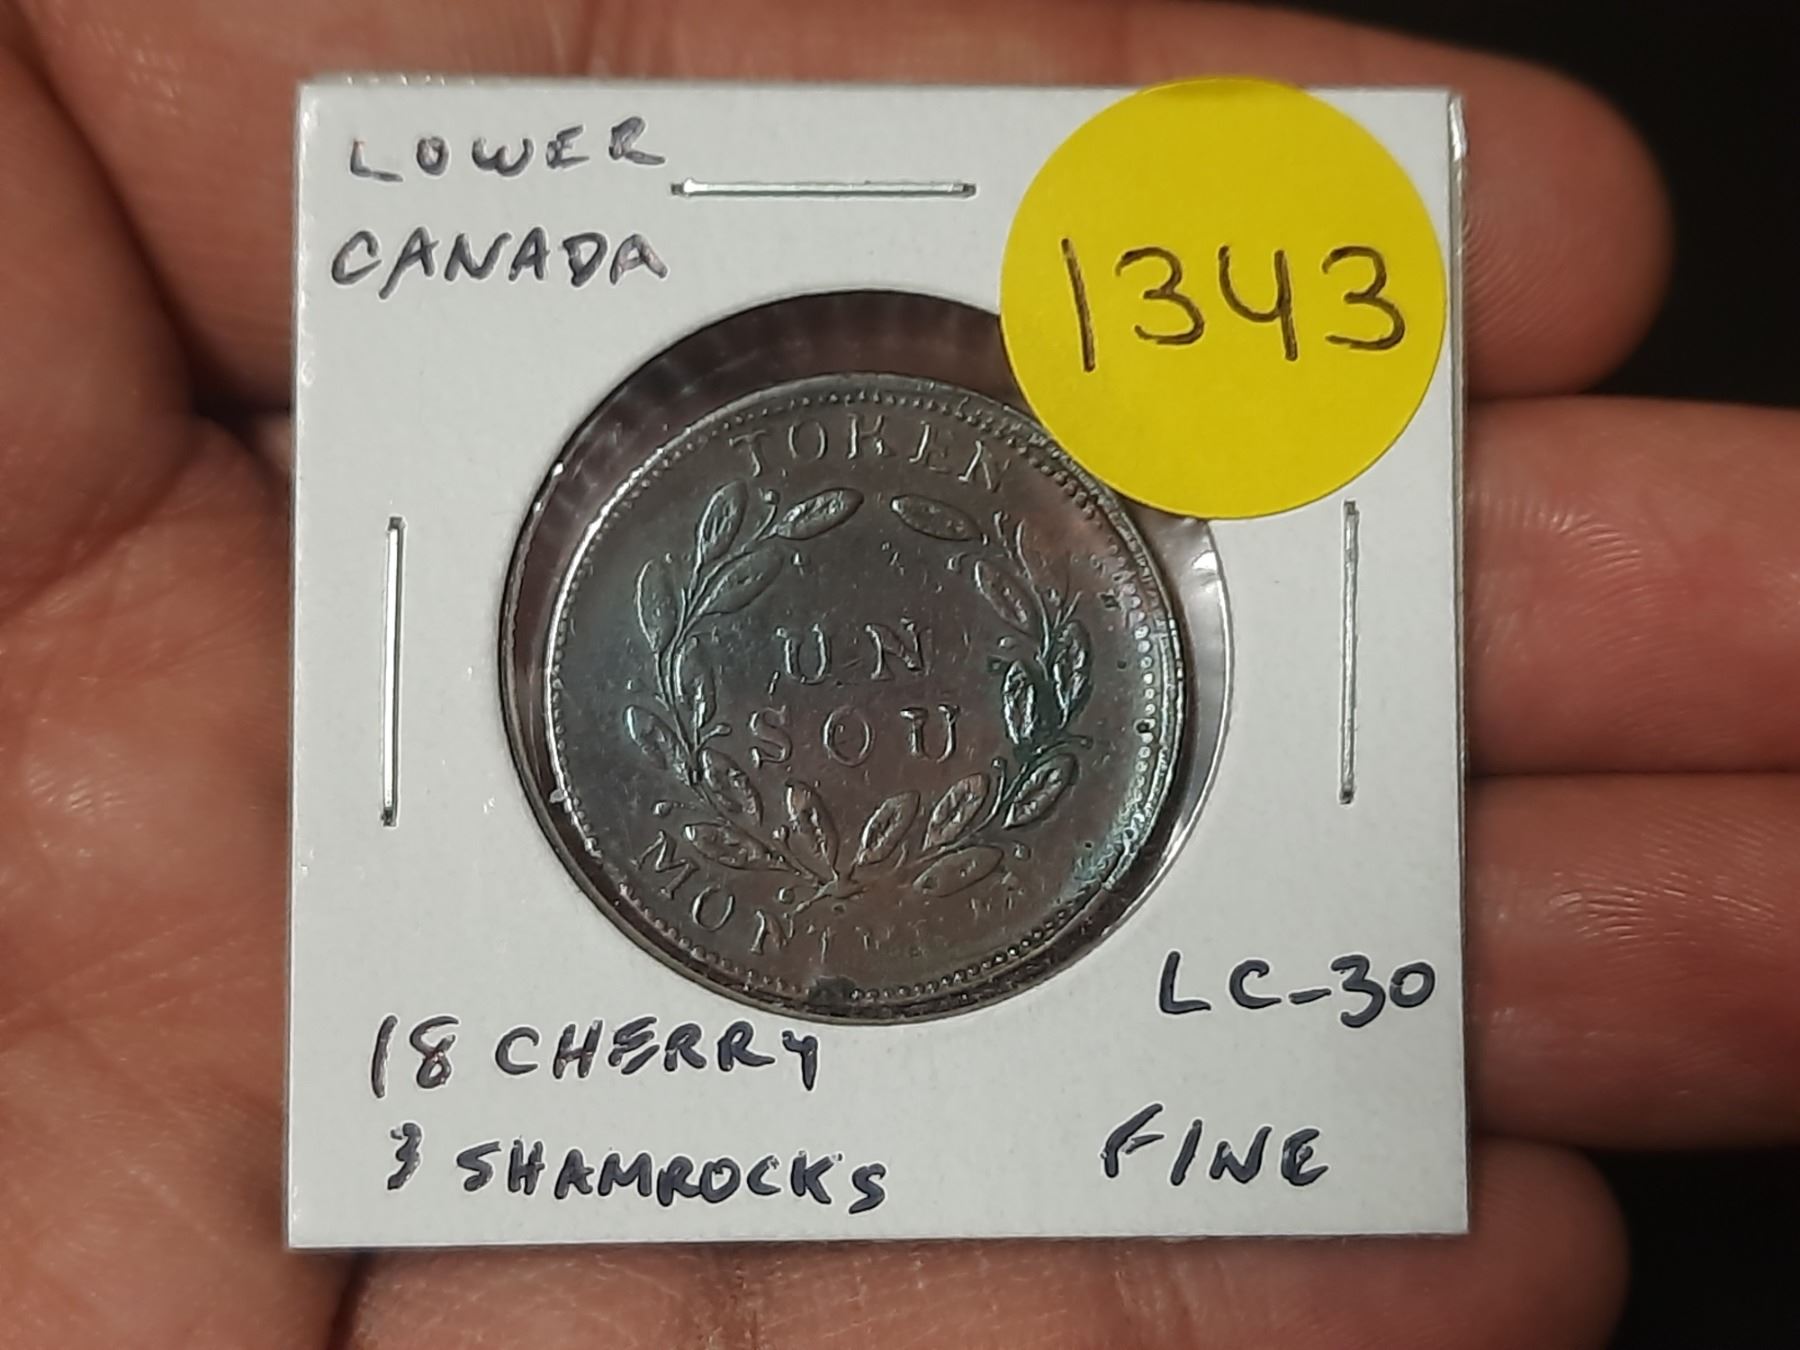 LOWER
CANADA
1343
TOKEN
UN
SOU
LC-30
18 CHERRY
3 SHAMROCKS
FINE